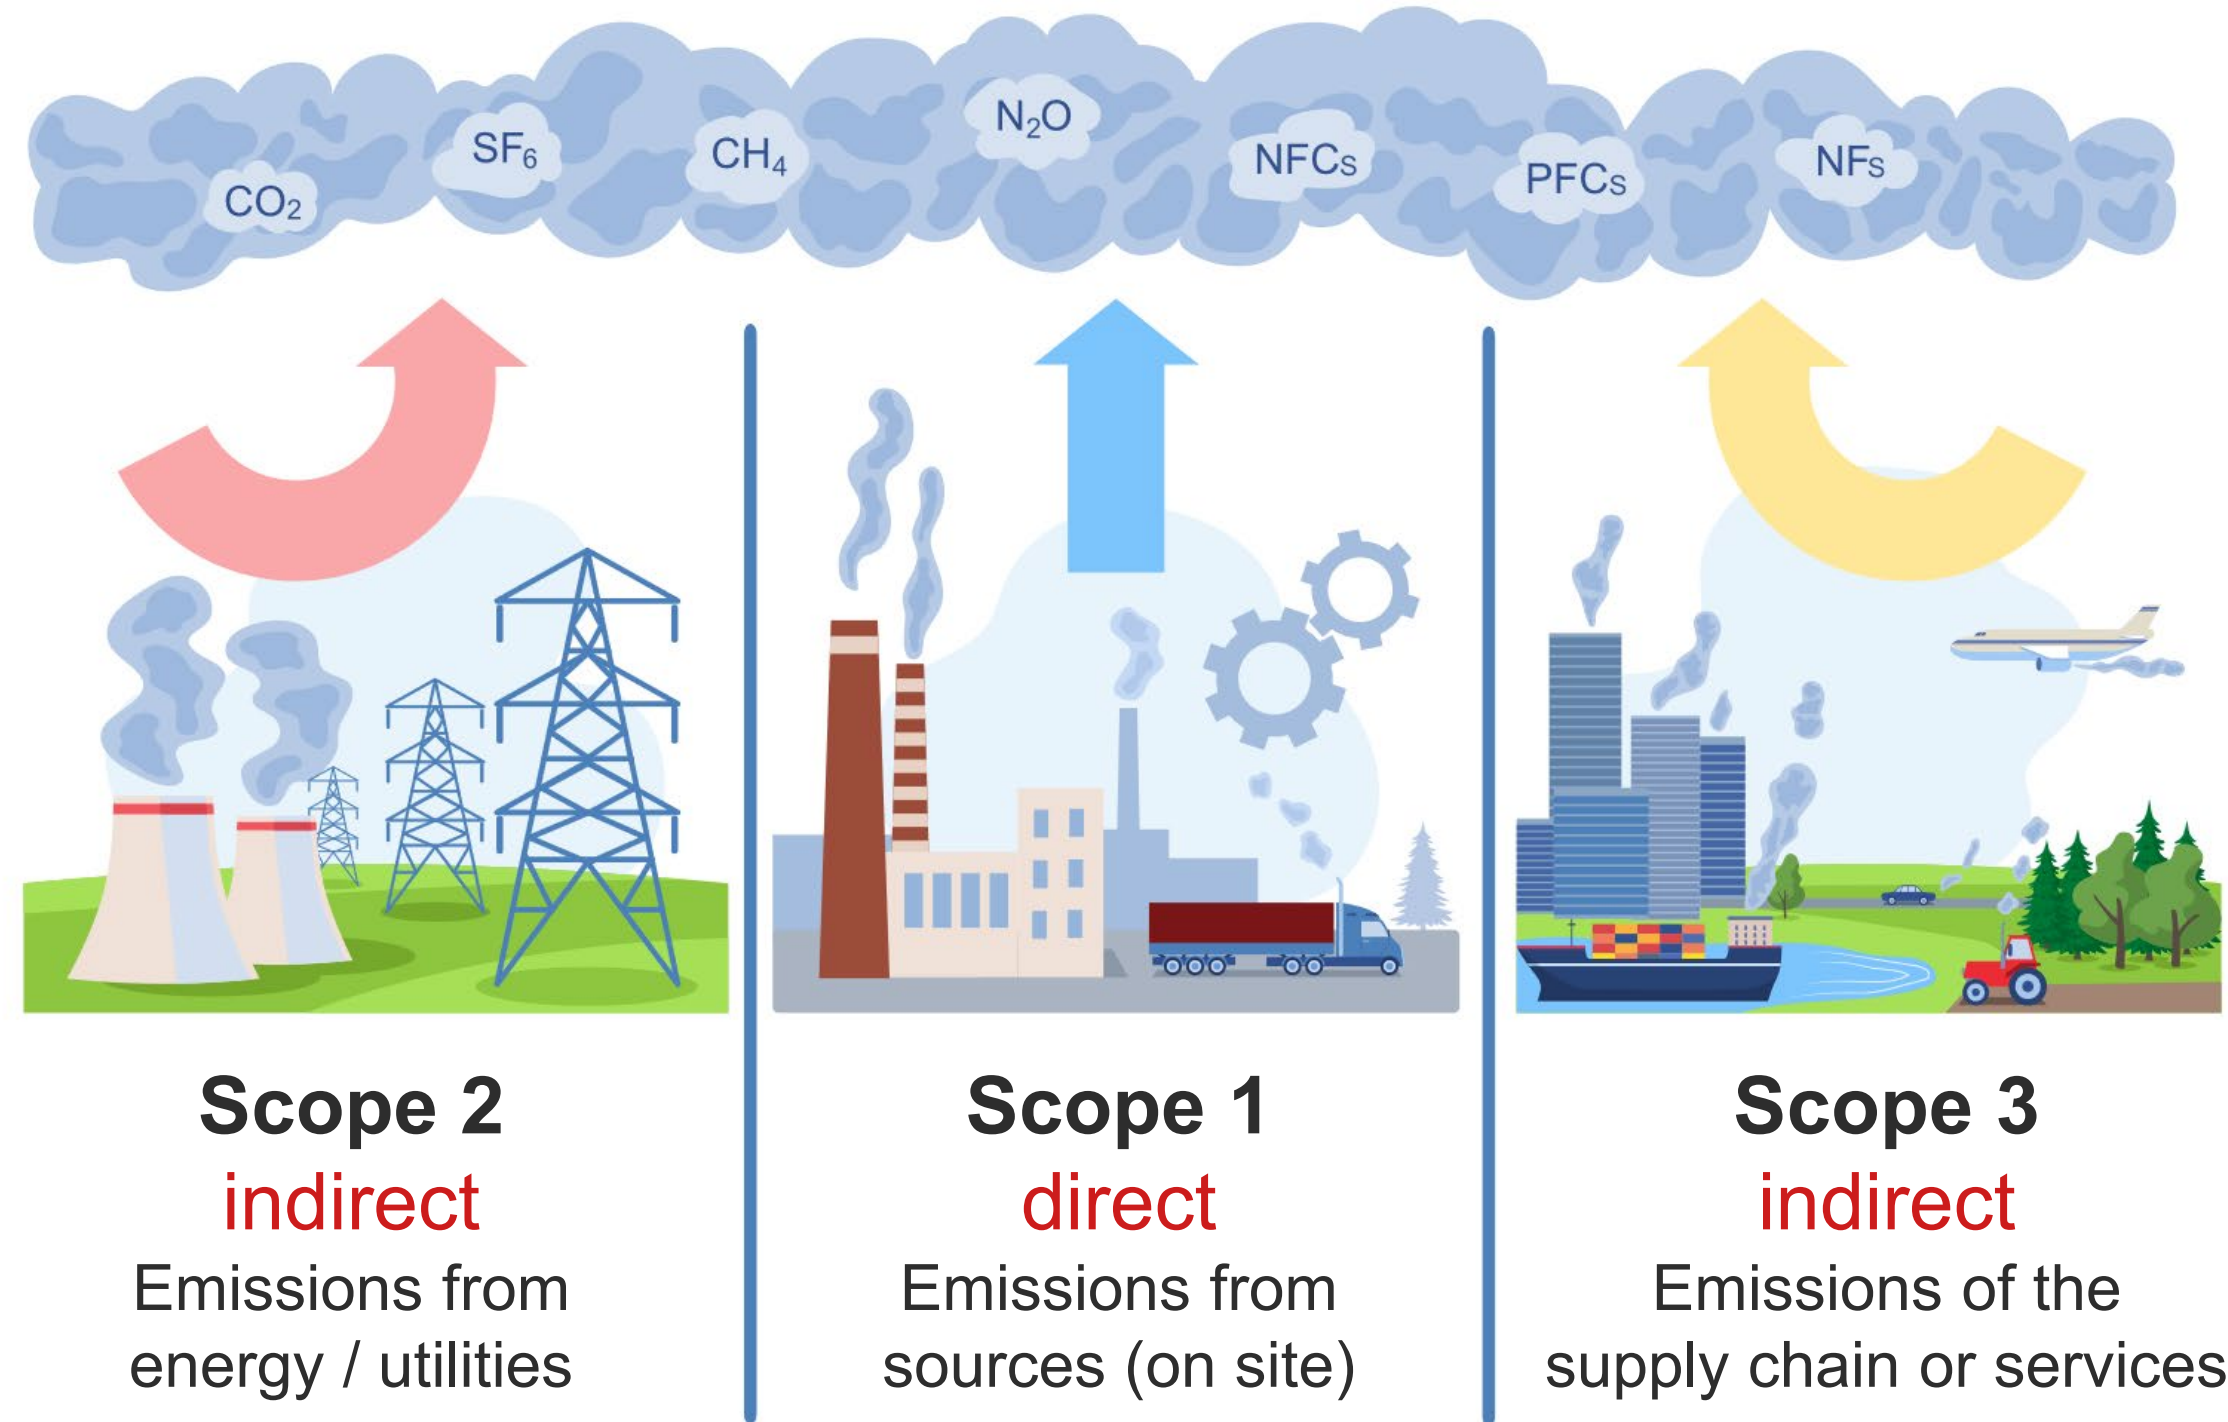 CO₂
SF₆
CH₄
N₂O
NFCs
PFCs
NFs
Scope 2
indirect
Emissions from
energy / utilities
Scope 1
direct
Emissions from
sources (on site)
Scope 3
indirect
Emissions of the
supply chain or services